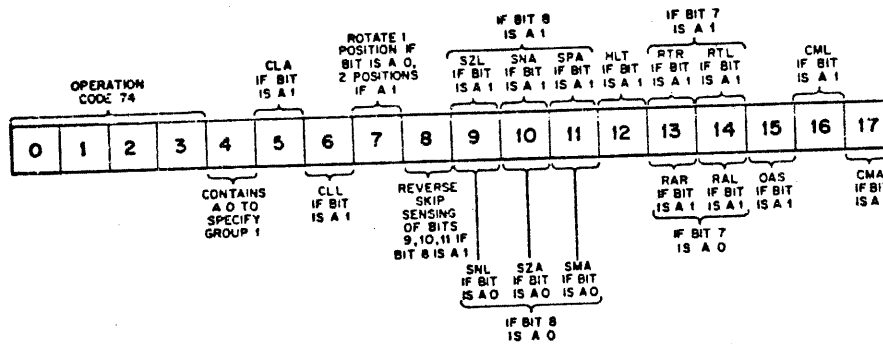 OPERATION
CODE 74
CLA
IF BIT
IS A 1
ROTATE 1
POSITION IF
BIT IS A 0,
2 POSITIONS
IF A 1
IF BIT 8
IS A 1
SZL
IF BIT
IS A 1
SNA
IF BIT
IS A 1
SPA
IF BIT
IS A 1
HLT
IF BIT
IS A 1
IF BIT 7
IS A 1
RTR
IF BIT
IS A 1
RTL
IF BIT
IS A 1
CML
IF BIT
IS A 1
0 1 2 3 4 5 6 7 8 9 10 11 12 13 14 15 16 17
CONTAINS
A 0 TO
SPECIFY
GROUP 1
CLL
IF BIT
IS A 1
REVERSE
SKIP
SENSING
OF BITS
9,10,11 IF
BIT 8 IS A 1
SNL
IF BIT
IS A 0
SZA
IF BIT
IS A 0
SMA
IF BIT
IS A 0
IF BIT 8
IS A 0
RAR
IF BIT
IS A 1
RAL
IF BIT
IS A 1
IF BIT 7
IS A 0
OAS
IF BIT
IS A 1
CMA
IF BIT
IS A